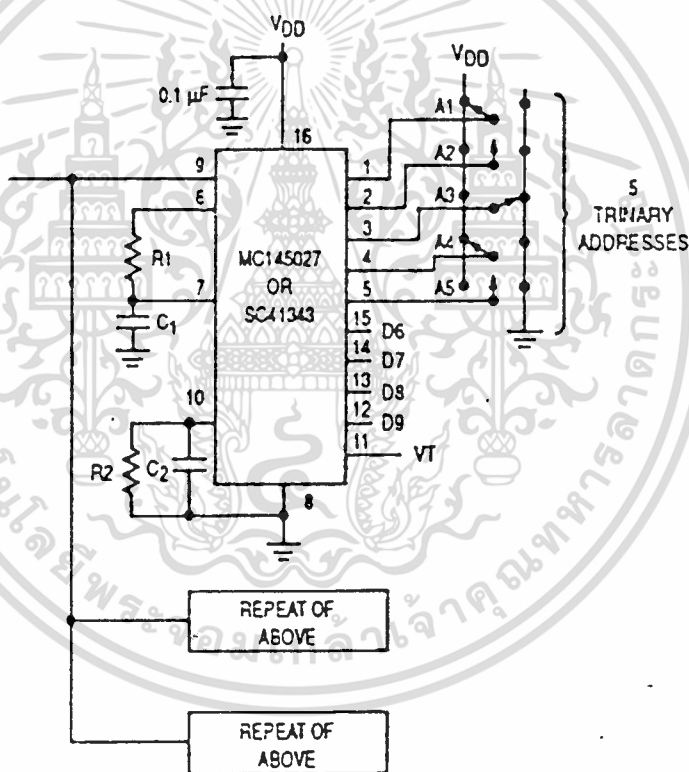 VDD
0.1 µF
VDD
16
9
6
R1
7
C1
10
R2
C2
8
MC145027
OR
SC41343
1
2
3
4
5
15
14
13
12
11
A1
A2
A3
A4
A5
D6
D7
D8
D9
VT
5
TRINARY
ADDRESSES
REPEAT OF
ABOVE
REPEAT OF
ABOVE